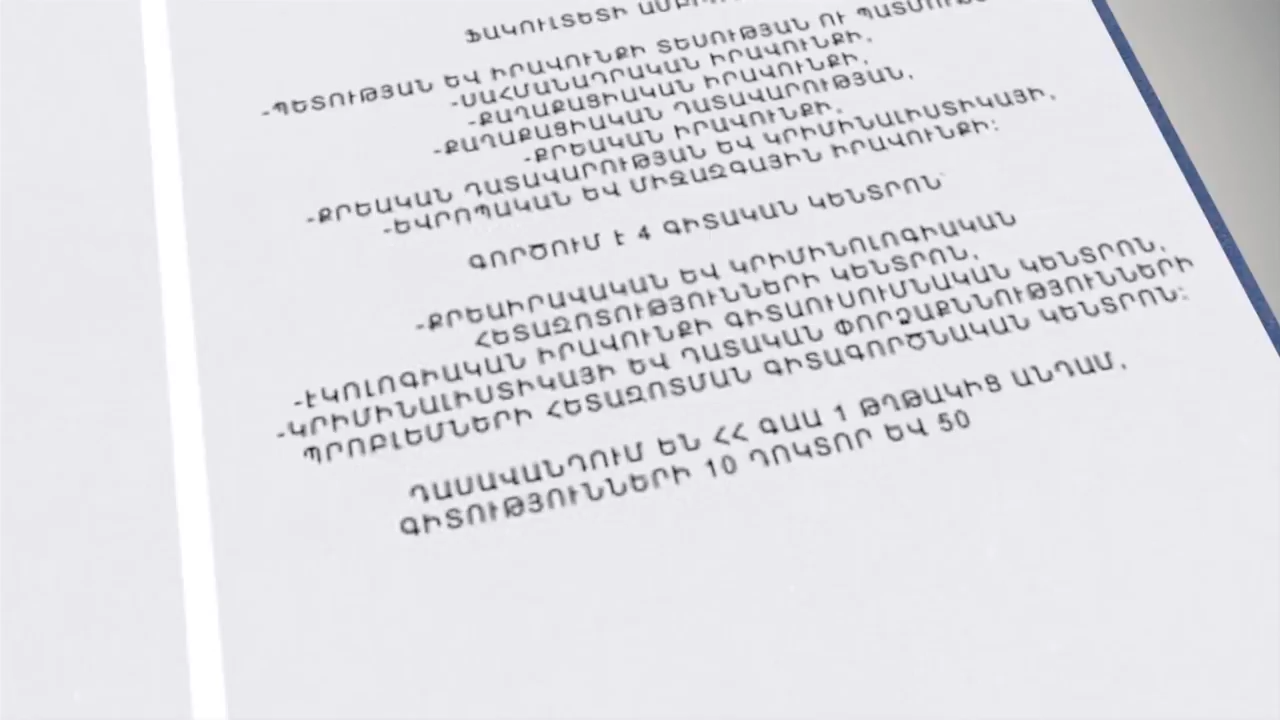 ՖԱԿՈՒԼՏԵՏԻ
-ՊԵՏՈՒԹՅԱՆ ԵՎ ԻՐԱՎՈՒՆՔԻ ՏԵՍՈՒԹՅԱՆ ՈՒ
-ՍԱՀՄԱՆԱԴՐԱԿԱՆ ԻՐԱՎՈՒՆՔԻ,
-ՔԱՂԱՔԱՑԻԱԿԱՆ ԻՐԱՎՈՒՆՔԻ,
-ՔԱՂԱՔԱՑԻԱԿԱՆ ԴԱՏԱՎԱՐՈՒԹՅԱՆ,
-ՔՐԵԱԿԱՆ ԻՐԱՎՈՒՆՔԻ,
-ՔՐԵԱԿԱՆ ԴԱՏԱՎԱՐՈՒԹՅԱՆ ԵՎ ԿՐԻՄԻՆԱԼԻՍՏԻԿԱՅԻ,
-ԵՎՐՈՊԱԿԱՆ ԵՎ ՄԻՋԱԶԳԱՅԻՆ ԻՐԱՎՈՒՆՔԻ:
ԳՈՐԾՈՒՄ Է 4 ԳԻՏԱԿԱՆ ԿԵՆՏՐՈՆ՝
-ՔՐԵԱԻՐԱՎԱԿԱՆ ԵՎ ԿՐԻՄԻՆՈԼՈԳԻԱԿԱՆ
ՀԵՏԱԶՈՏՈՒԹՅՈՒՆՆԵՐԻ ԿԵՆՏՐՈՆ,
-ԷԿՈԼՈԳԻԱԿԱՆ ԻՐԱՎՈՒՆՔԻ ԳԻՏԱՈՒՍՈՒՄՆԱԿԱՆ ԿԵՆՏՐՈՆ,
-ԿՐԻՄԻՆԱԼԻՍՏԻԿԱՅԻ ԵՎ ԴԱՏԱԿԱՆ ՓՈՐՁԱՔՆՆՈՒԹՅՈՒՆՆԵՐԻ
ՊՐՈԲԼԵՄՆԵՐԻ ՀԵՏԱԶՈՏՄԱՆ ԳԻՏԱԳՈՐԾՆԱԿԱՆ ԿԵՆՏՐՈՆ:
ԴԱՍԱՎԱՆԴՈՒՄ ԵՆ ՀՀ ԳԱԱ 1 ԹՂԹԱԿԻՑ ԱՆԴԱՄ,
ԳԻՏՈՒԹՅՈՒՆՆԵՐԻ 10 ԴՈԿՏՈՐ ԵՎ 50